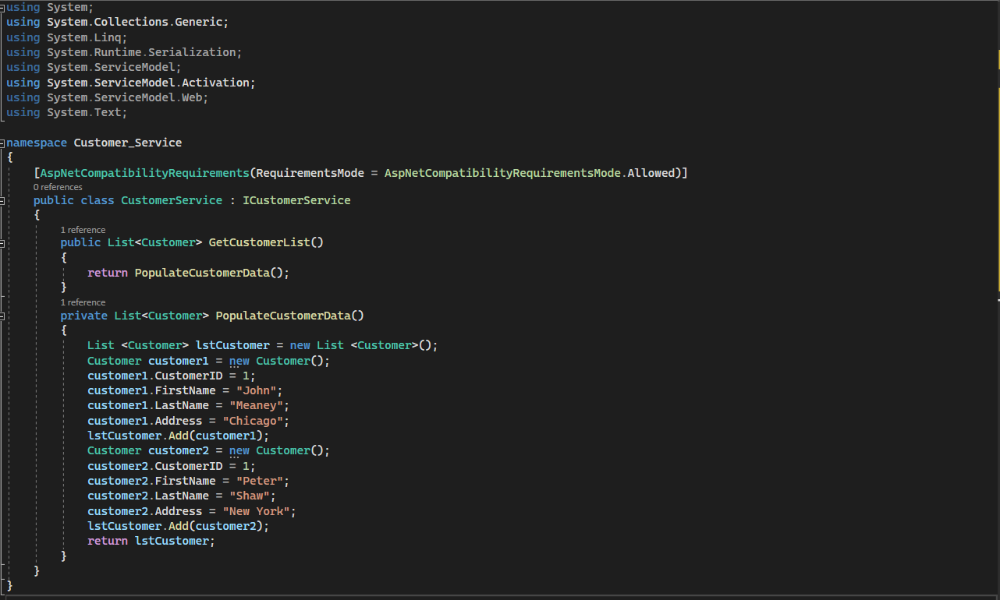 using System;
using System.Collections.Generic;
using System.Linq;
using System.Runtime.Serialization;
using System.ServiceModel;
using System.ServiceModel.Activation;
using System.ServiceModel.Web;
using System.Text;

namespace Customer_Service
{
    [AspNetCompatibilityRequirements(RequirementsMode = AspNetCompatibilityRequirementsMode.Allowed)]
    0 references
    public class CustomerService : ICustomerService
    {
        1 reference
        public List<Customer> GetCustomerList()
        {
            return PopulateCustomerData();
        }
        1 reference
        private List<Customer> PopulateCustomerData()
        {
            List <Customer> lstCustomer = new List <Customer>();
            Customer customer1 = new Customer();
            customer1.CustomerID = 1;
            customer1.FirstName = "John";
            customer1.LastName = "Meaney";
            customer1.Address = "Chicago";
            lstCustomer.Add(customer1);
            Customer customer2 = new Customer();
            customer2.CustomerID = 1;
            customer2.FirstName = "Peter";
            customer2.LastName = "Shaw";
            customer2.Address = "New York";
            lstCustomer.Add(customer2);
            return lstCustomer;
        }
    }
}